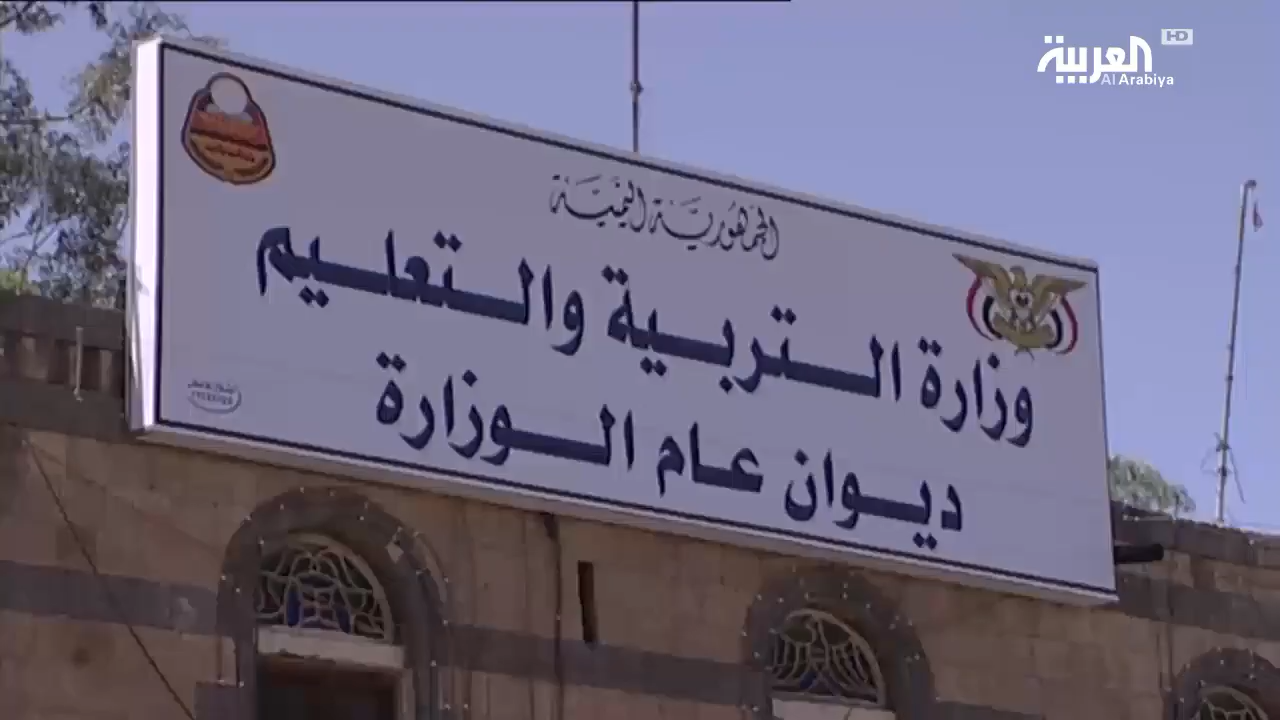 العربية HD
Al Arabiya
الجمهورية اليمنية
وزارة التربية والتعليم
ديوان عام الوزارة